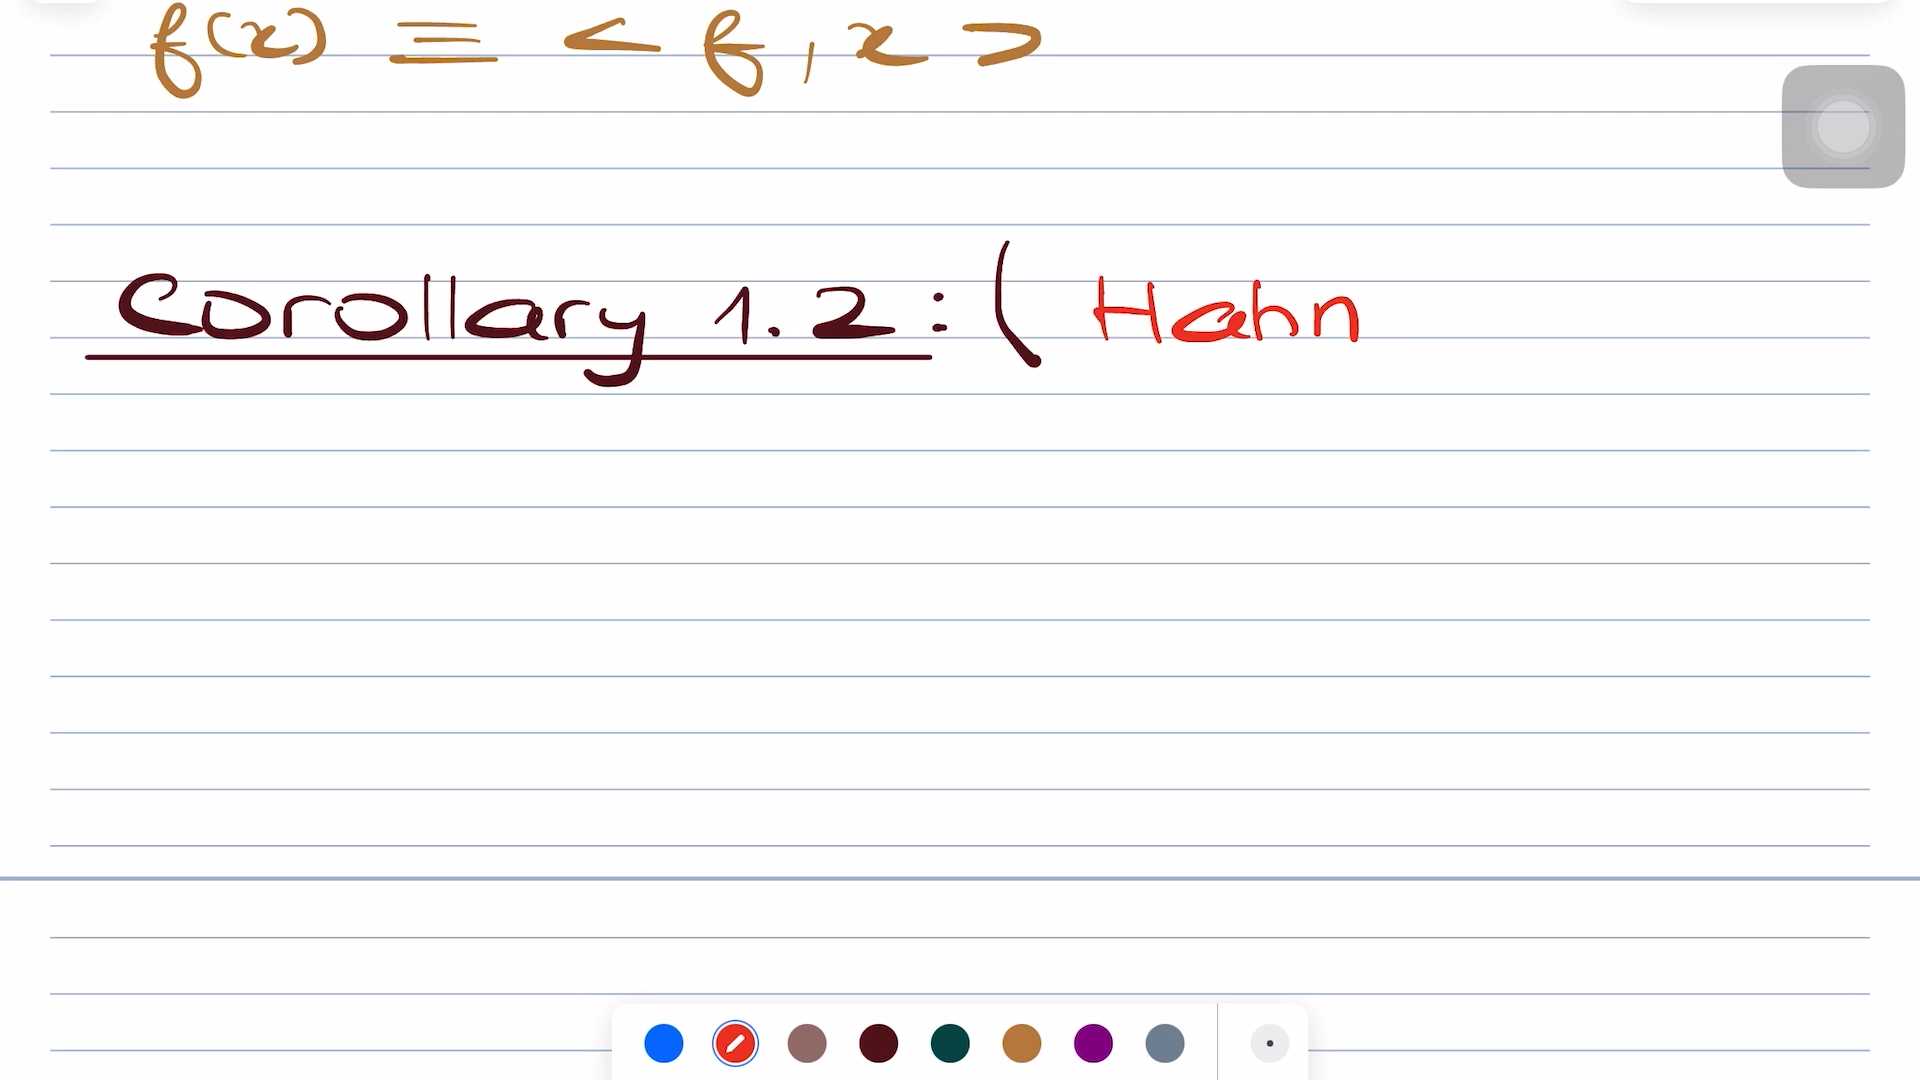 f(x) ≡ < f, x >
Corollary 1.2 : ( Hahn